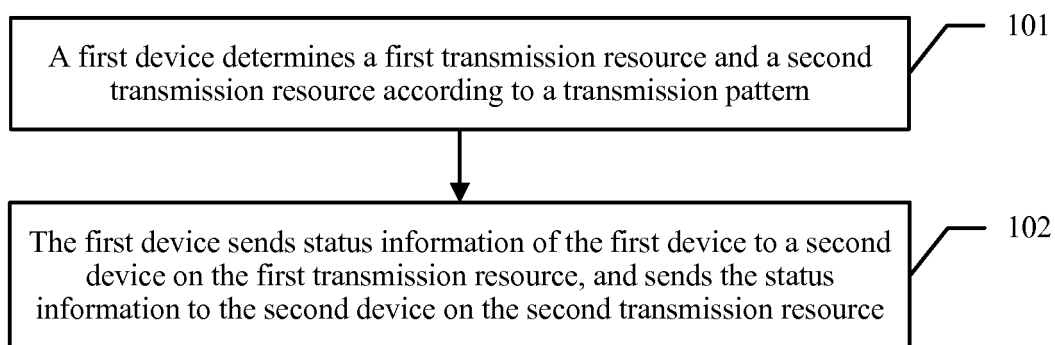 101
A first device determines a first transmission resource and a second
transmission resource according to a transmission pattern
102
The first device sends status information of the first device to a second
device on the first transmission resource, and sends the status
information to the second device on the second transmission resource